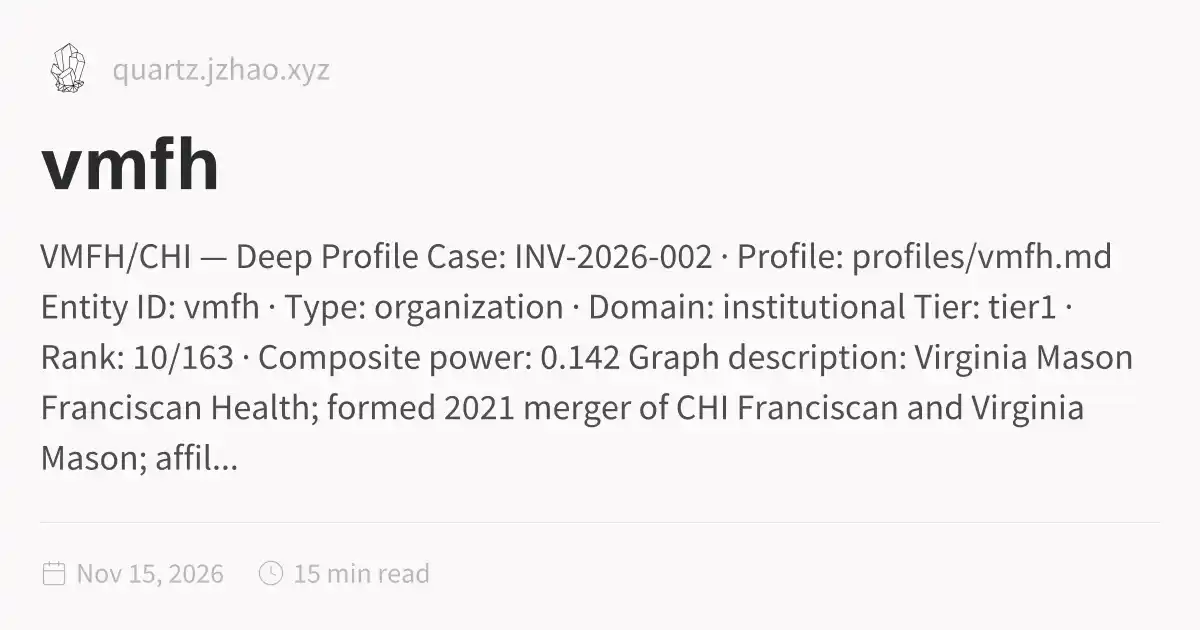 quartz.jzhao.xyz
vmfh
VMFH/CHI — Deep Profile Case: INV-2026-002 · Profile: profiles/vmfh.md
Entity ID: vmfh · Type: organization · Domain: institutional Tier: tier1 ·
Rank: 10/163 · Composite power: 0.142 Graph description: Virginia Mason
Franciscan Health; formed 2021 merger of CHI Franciscan and Virginia
Mason; affil...
Nov 15, 2026 15 min read